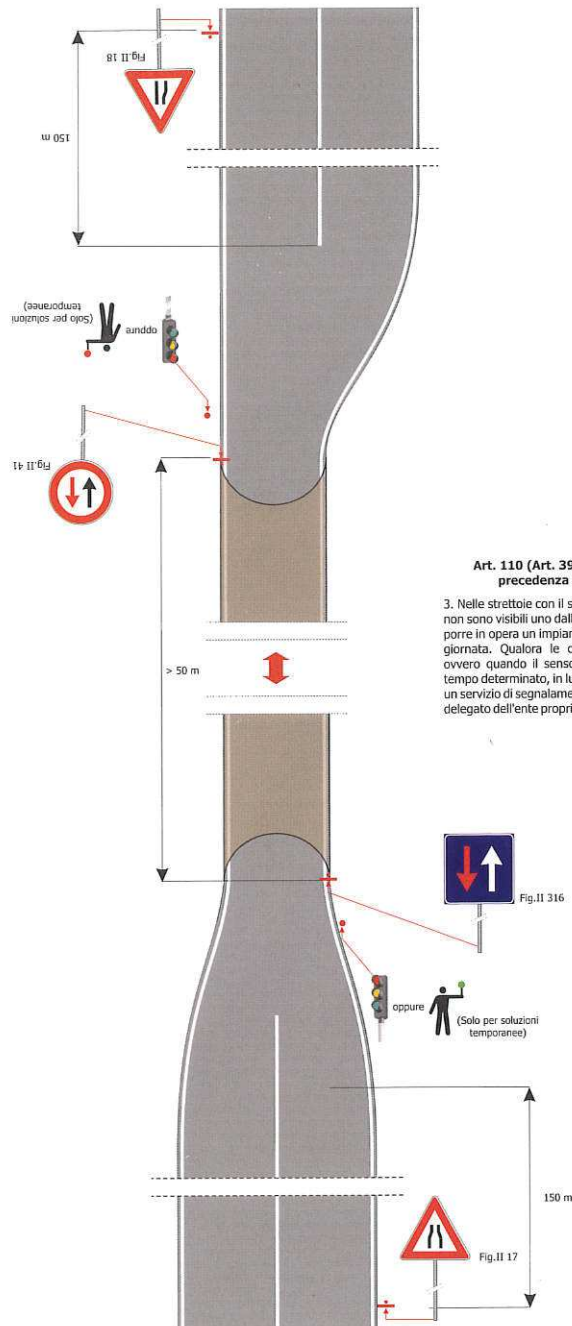 Fig.II 18
150 m
(Solo per soluzioni
temporanee)
oppure
Fig.II 41
> 50 m
Art. 110 (Art. 39
precedenza
3. Nelle strettoie con il s
non sono visibili uno dall
porre in opera un impian
giornata. Qualora le c
ovvero quando il senso
tempo determinato, in lu
un servizio di segnalame
delegato dell'ente propri
Fig.II 316
oppure
(Solo per soluzioni
temporanee)
150 m
Fig.II 17